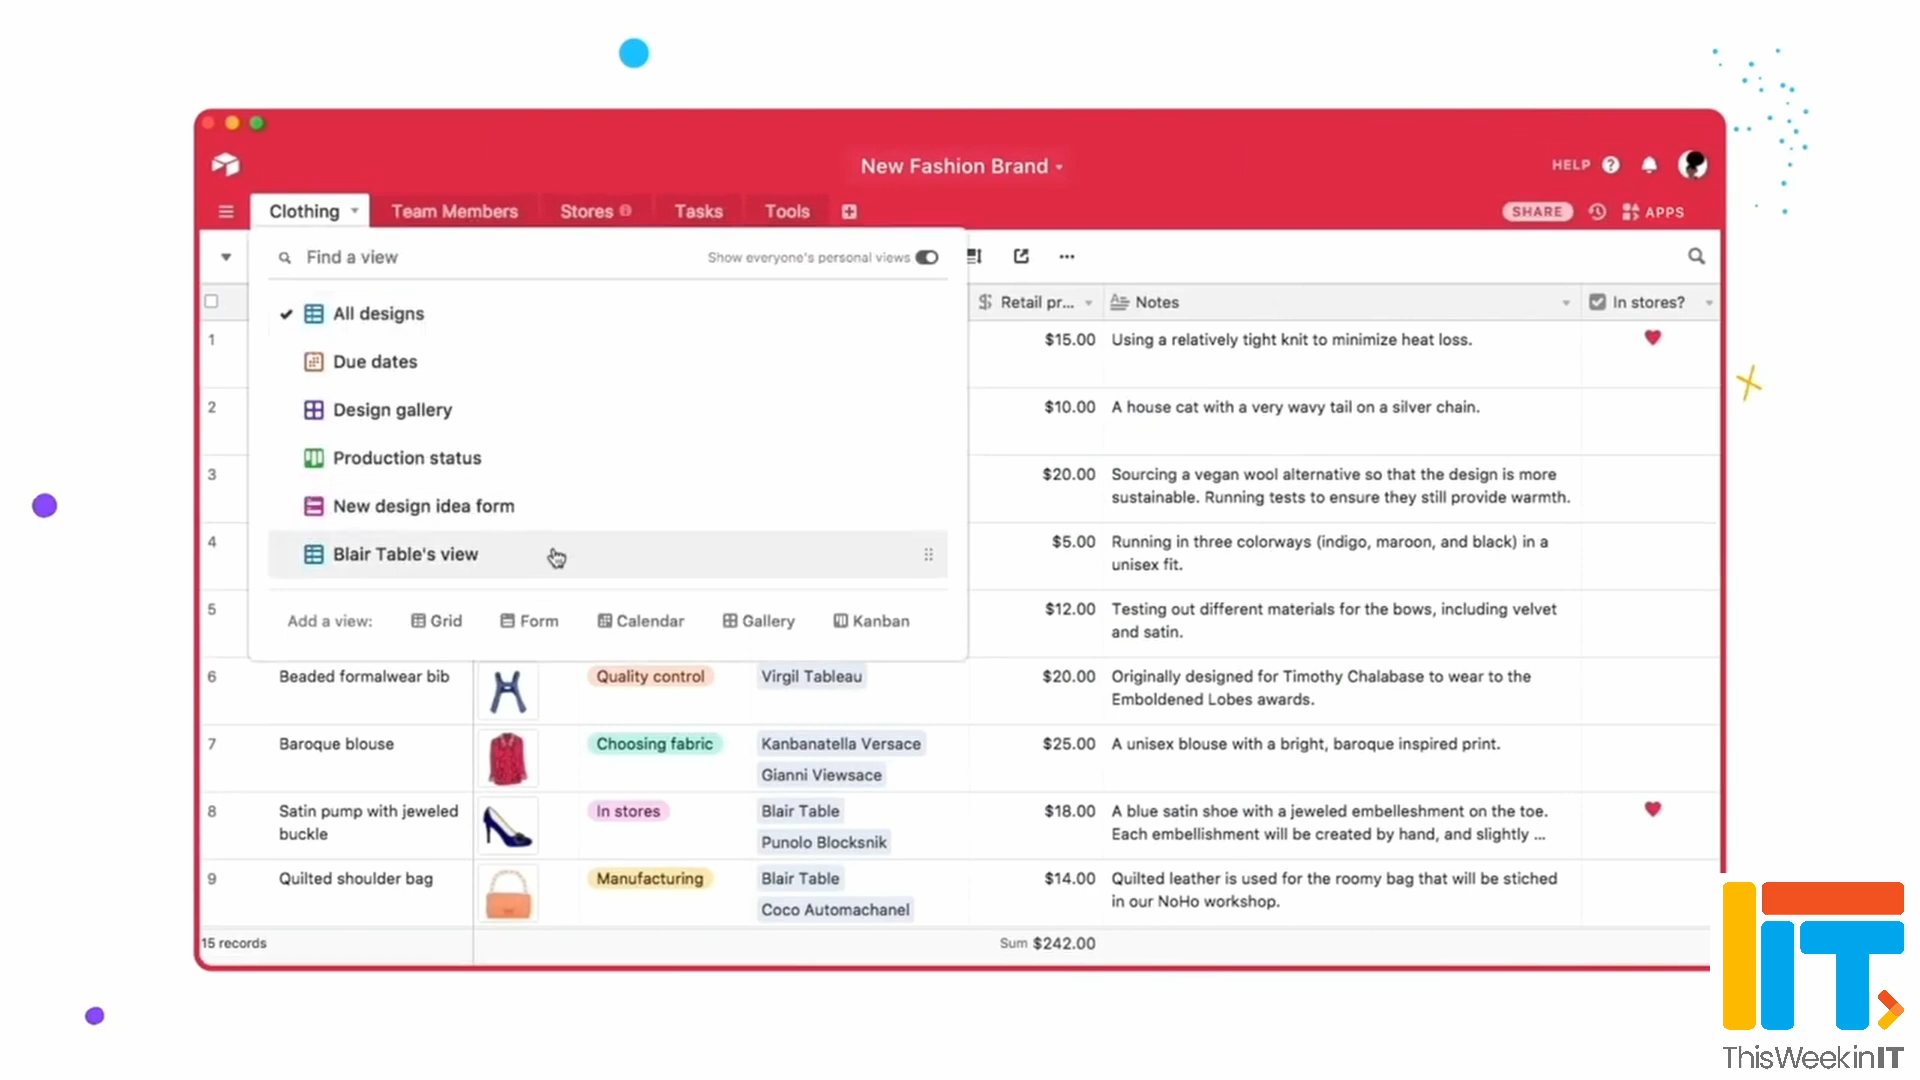 New Fashion Brand
HELP
Clothing
Team Members
Stores
Tasks
Tools
SHARE
APPS
Find a view
Show everyone's personal views
All designs
Due dates
Design gallery
Production status
New design idea form
Blair Table's view
Add a view:
Grid
Form
Calendar
Gallery
Kanban
Retail pr...
Notes
In stores?
1
$15.00
Using a relatively tight knit to minimize heat loss.
2
$10.00
A house cat with a very wavy tail on a silver chain.
3
$20.00
Sourcing a vegan wool alternative so that the design is more
sustainable. Running tests to ensure they still provide warmth.
4
$5.00
Running in three colorways (indigo, maroon, and black) in a
unisex fit.
5
$12.00
Testing out different materials for the bows, including velvet
and satin.
6
Beaded formalwear bib
Quality control
Virgil Tableau
$20.00
Originally designed for Timothy Chalabase to wear to the
Emboldened Lobes awards.
7
Baroque blouse
Choosing fabric
Kanbanatella Versace
Gianni Viewsace
$25.00
A unisex blouse with a bright, baroque inspired print.
8
Satin pump with jeweled
buckle
In stores
Blair Table
Punolo Blocksnik
$18.00
A blue satin shoe with a jeweled embelleshment on the toe.
Each embellishment will be created by hand, and slightly ...
9
Quilted shoulder bag
Manufacturing
Blair Table
Coco Automachanel
$14.00
Quilted leather is used for the roomy bag that will be stiched
in our NoHo workshop.
15 records
Sum $242.00
IT
ThisWeekinIT